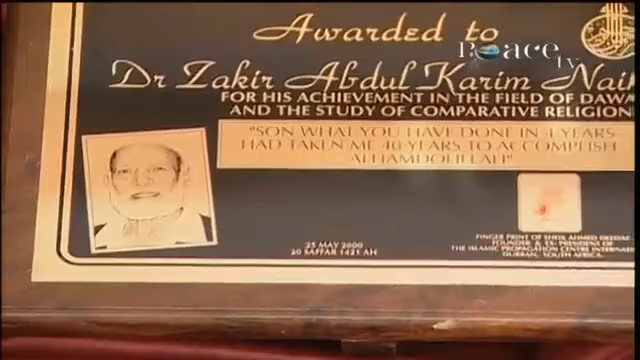 Awarded to
Peace tv
Dr Zakir Abdul Karim Naik
FOR HIS ACHIEVEMENT IN THE FIELD OF DAWA
AND THE STUDY OF COMPARATIVE RELIGION
"SON WHAT YOU HAVE DONE IN 4 YEARS
HAD TAKEN ME 40 YEARS TO ACCOMPLISH
ALHAMDOULILLAH"
25 MAY 2000
20 SAFFAR 1421 AH
FINGER PRINT OF SHEIK AHMED DEEDAT
FOUNDER & EX-PRESIDENT OF
THE ISLAMIC PROPAGATION CENTRE INTERNATI
DURBAN, SOUTH AFRICA.